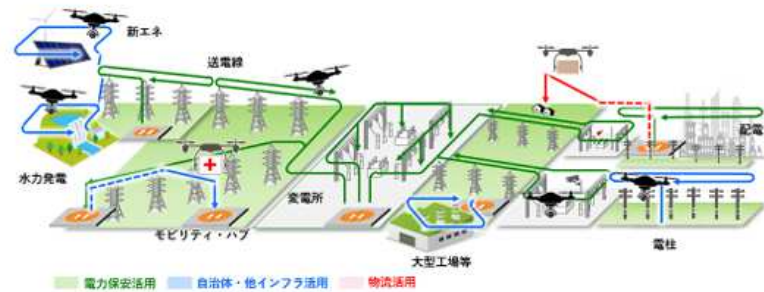 新エネ
送電線
配電
水力発電
変電所
モビリティ・ハブ
大型工場等
電柱
電力保安活用
自治体・他インフラ活用
物流活用